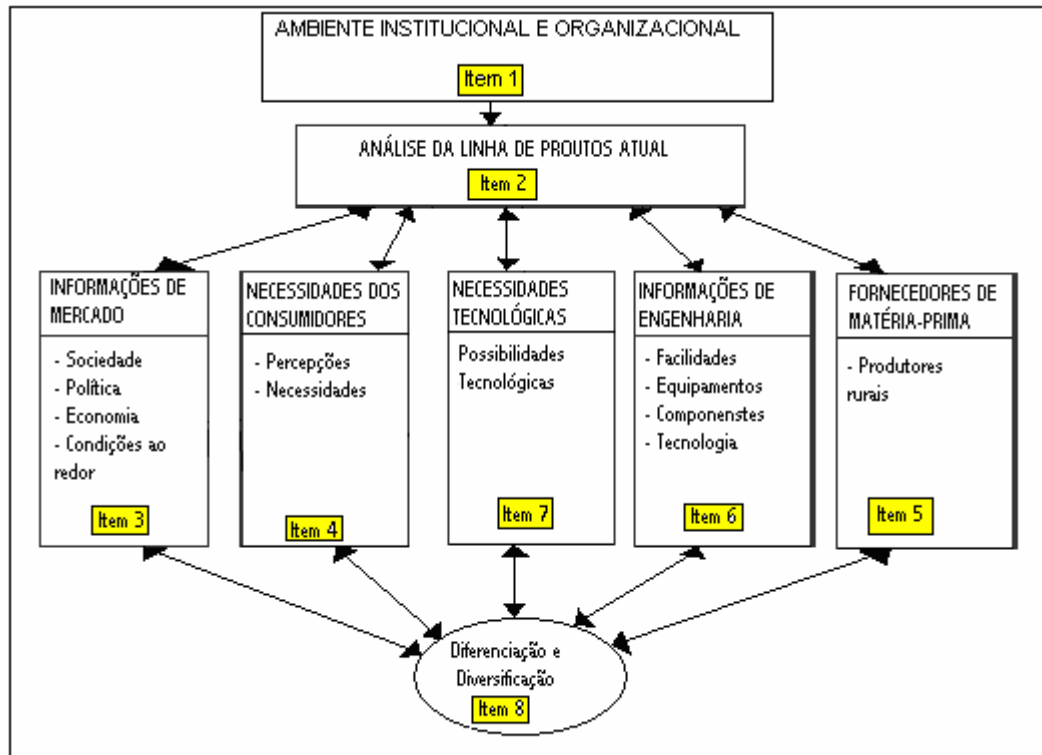 AMBIENTE INSTITUCIONAL E ORGANIZACIONAL
Item 1
ANÁLISE DA LINHA DE PROUTOS ATUAL
Item 2
INFORMAÇÕES DE
MERCADO
- Sociedade
- Política
- Economia
- Condições ao
redor
Item 3
NECESSIDADES DOS
CONSUMIDORES
- Percepções
- Necessidades
Item 4
NECESSIDADES
TECNOLÓGICAS
Possibilidades
Tecnológicas
Item 7
INFORMAÇÕES DE
ENGENHARIA
- Facilidades
- Equipamentos
- Componenstes
- Tecnologia
Item 6
FORNECEDORES DE
MATÉRIA-PRIMA
- Produtores
rurais
Item 5
Diferenciação e
Diversificação
Item 8